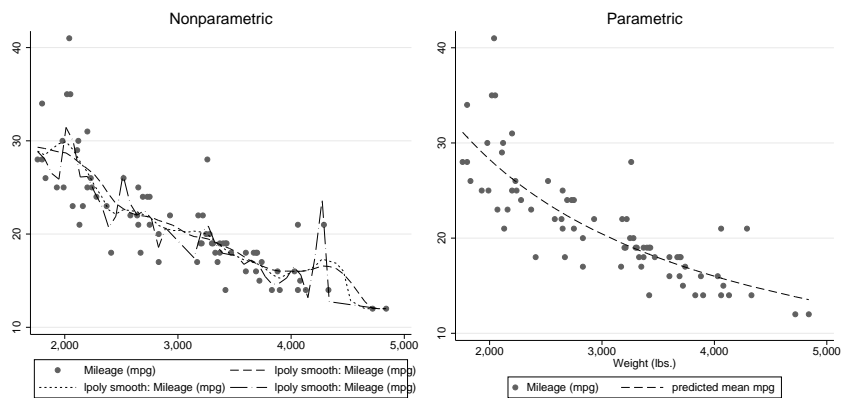 Nonparametric
40
30
20
10
2,000
3,000
4,000
5,000
Mileage (mpg)
lpoly smooth: Mileage (mpg)
lpoly smooth: Mileage (mpg)
lpoly smooth: Mileage (mpg)
Parametric
40
30
20
10
2,000
3,000
4,000
5,000
Weight (lbs.)
Mileage (mpg)
predicted mean mpg